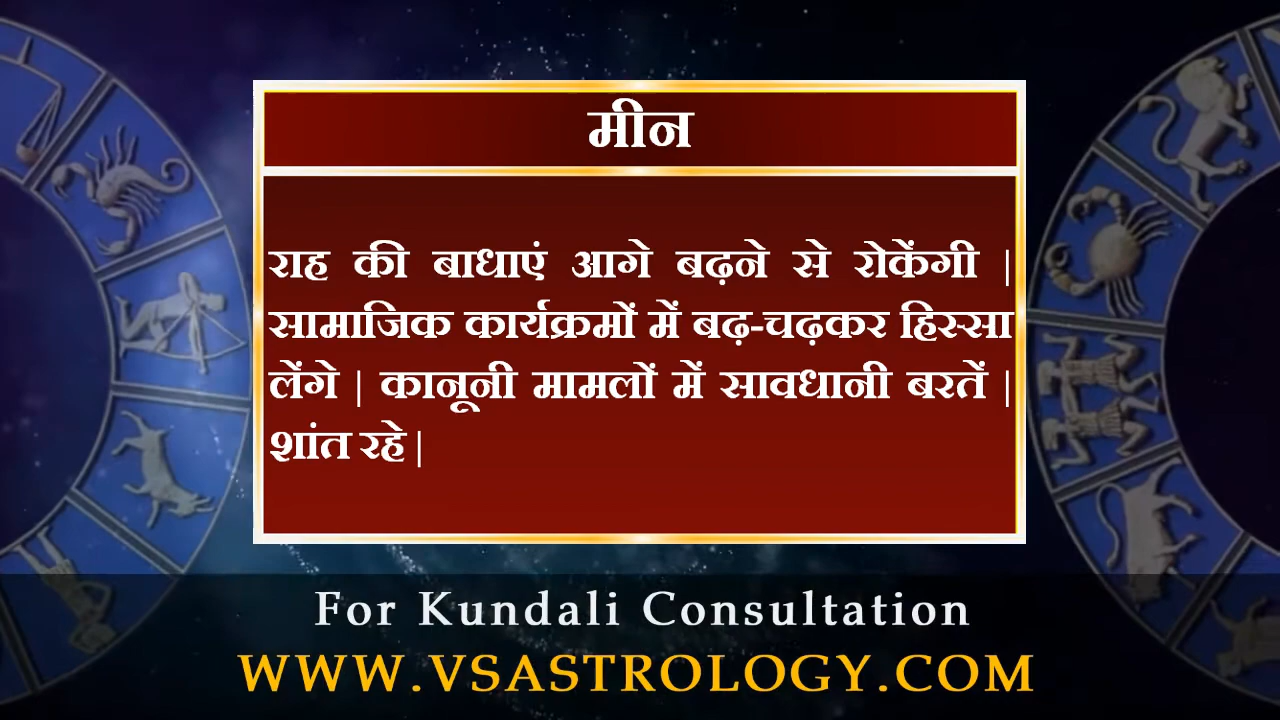 मीन
राह की बाधाएं आगे बढ़ने से रोकेंगी |
सामाजिक कार्यक्रमों में बढ़-चढ़कर हिस्सा
लेंगे | कानूनी मामलों में सावधानी बरतें |
शांत रहे |
For Kundali Consultation
WWW.VSASTROLOGY.COM